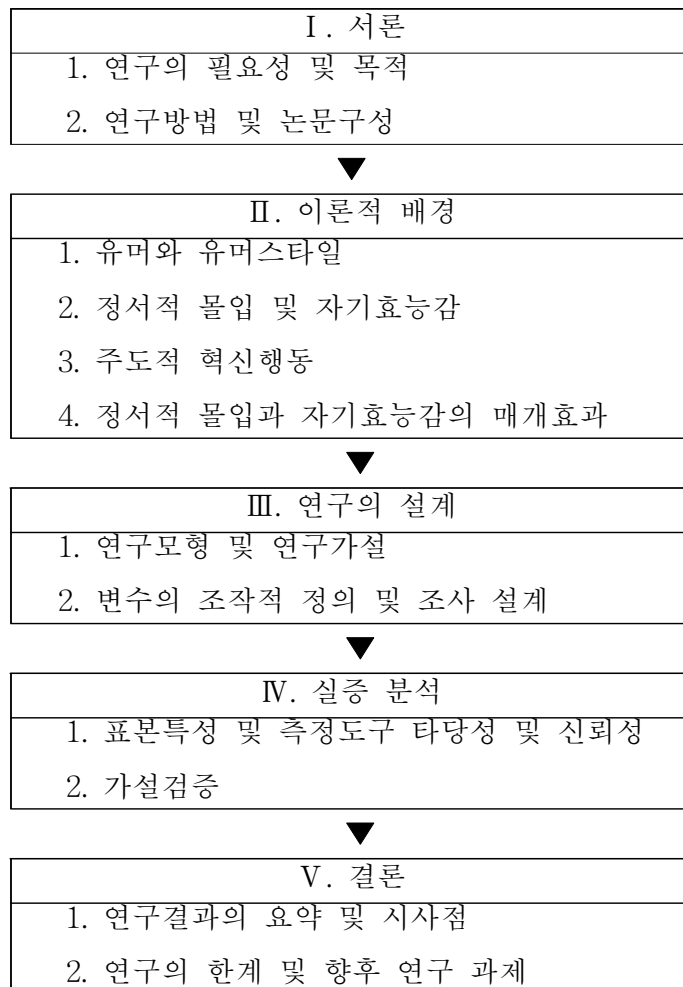 Ⅰ. 서론
1. 연구의 필요성 및 목적
2. 연구방법 및 논문구성
▼
Ⅱ. 이론적 배경
1. 유머와 유머스타일
2. 정서적 몰입 및 자기효능감
3. 주도적 혁신행동
4. 정서적 몰입과 자기효능감의 매개효과
▼
Ⅲ. 연구의 설계
1. 연구모형 및 연구가설
2. 변수의 조작적 정의 및 조사 설계
▼
Ⅳ. 실증 분석
1. 표본특성 및 측정도구 타당성 및 신뢰성
2. 가설검증
▼
Ⅴ. 결론
1. 연구결과의 요약 및 시사점
2. 연구의 한계 및 향후 연구 과제